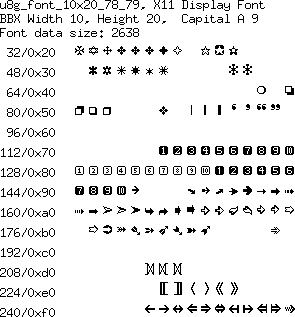 u8g_font_10x20_78_79, X11 Display Font
BBX Width 10, Height 20, Capital A 9
Font data size: 2638
32/0x20
48/0x30
64/0x40
80/0x50
96/0x60
112/0x70
128/0x80
144/0x90
160/0xa0
176/0xb0
192/0xc0
208/0xd0
224/0xe0
240/0xf0